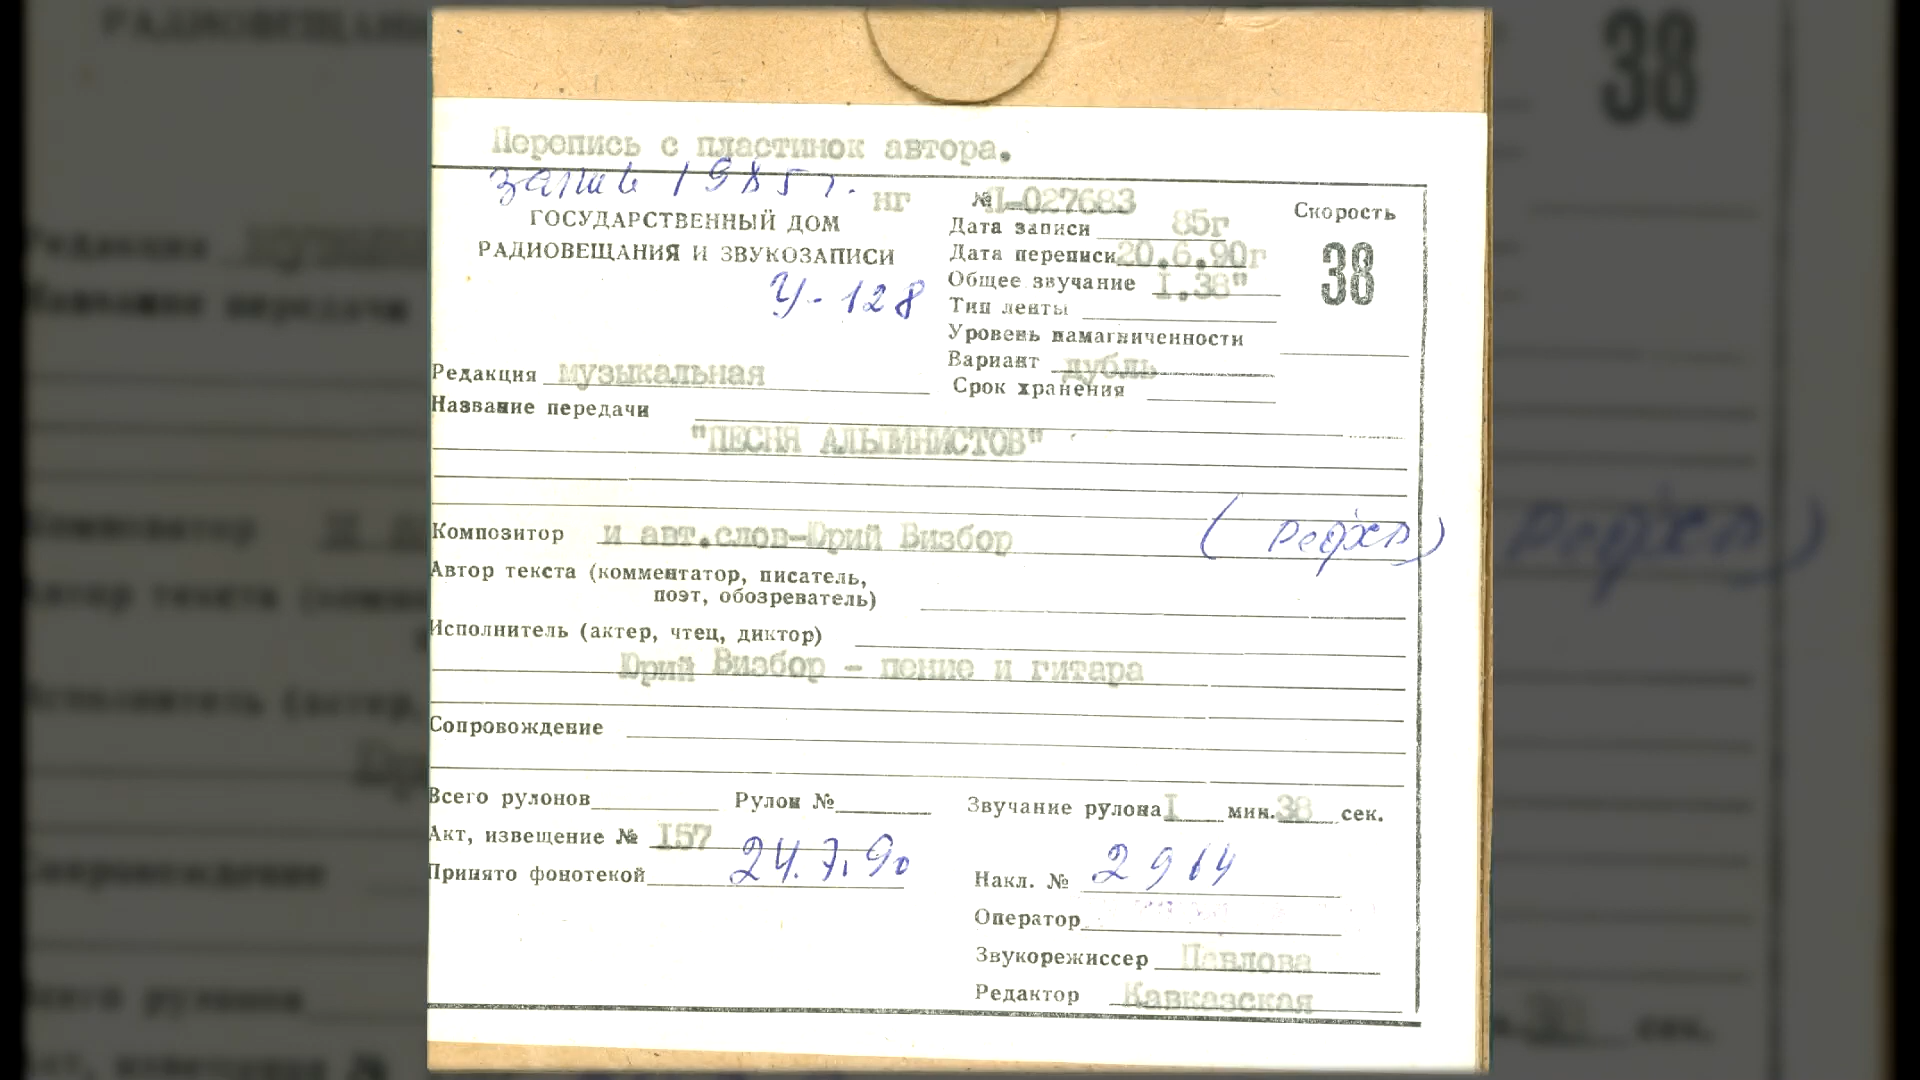 Перепись с пластинок автора.
запись 1985г.
нг
№ Д-027683
ГОСУДАРСТВЕННЫЙ ДОМ
РАДИОВЕЩАНИЯ И ЗВУКОЗАПИСИ
У-128
Дата записи 85г
Дата переписи 20.6.90г
Общее звучание 1.38"
Тип ленты
Уровень намагниченности
Вариант дубль
Срок хранения
Скорость
38
Редакция музыкальная
Название передачи
"ПЕСНЯ АЛЬПИНИСТОВ"
Композитор и авт.слов-Юрий Визбор
Автор текста (комментатор, писатель,
поэт, обозреватель)
Исполнитель (актер, чтец, диктор)
Юрий Визбор - пение и гитара
Сопровождение
Всего рулонов Рулон № Звучание рулона 1 мин. 38 сек.
Акт, извещение № 157
Принято фонотекой 24.7.90
Накл. № 2914
Оператор
Звукорежиссер Павлова
Редактор Кавказская